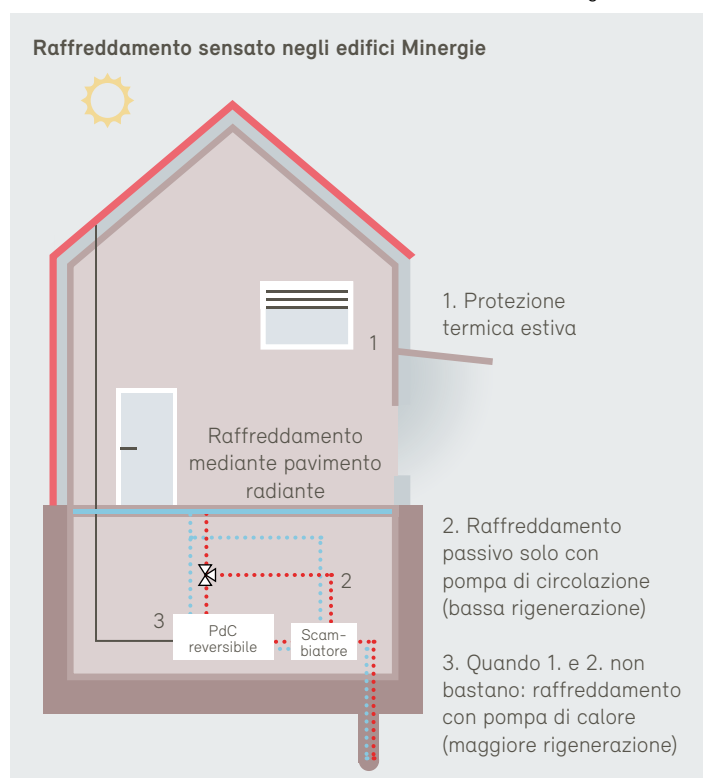 Raffreddamento sensato negli edifici Minergie
1. Protezione
termica estiva
1
Raffreddamento
mediante pavimento
radiante
2. Raffreddamento
passivo solo con
pompa di circolazione
(bassa rigenerazione)
2
3
PdC
reversibile
Scam-
biatore
3. Quando 1. e 2. non
bastano: raffreddamento
con pompa di calore
(maggiore rigenerazione)